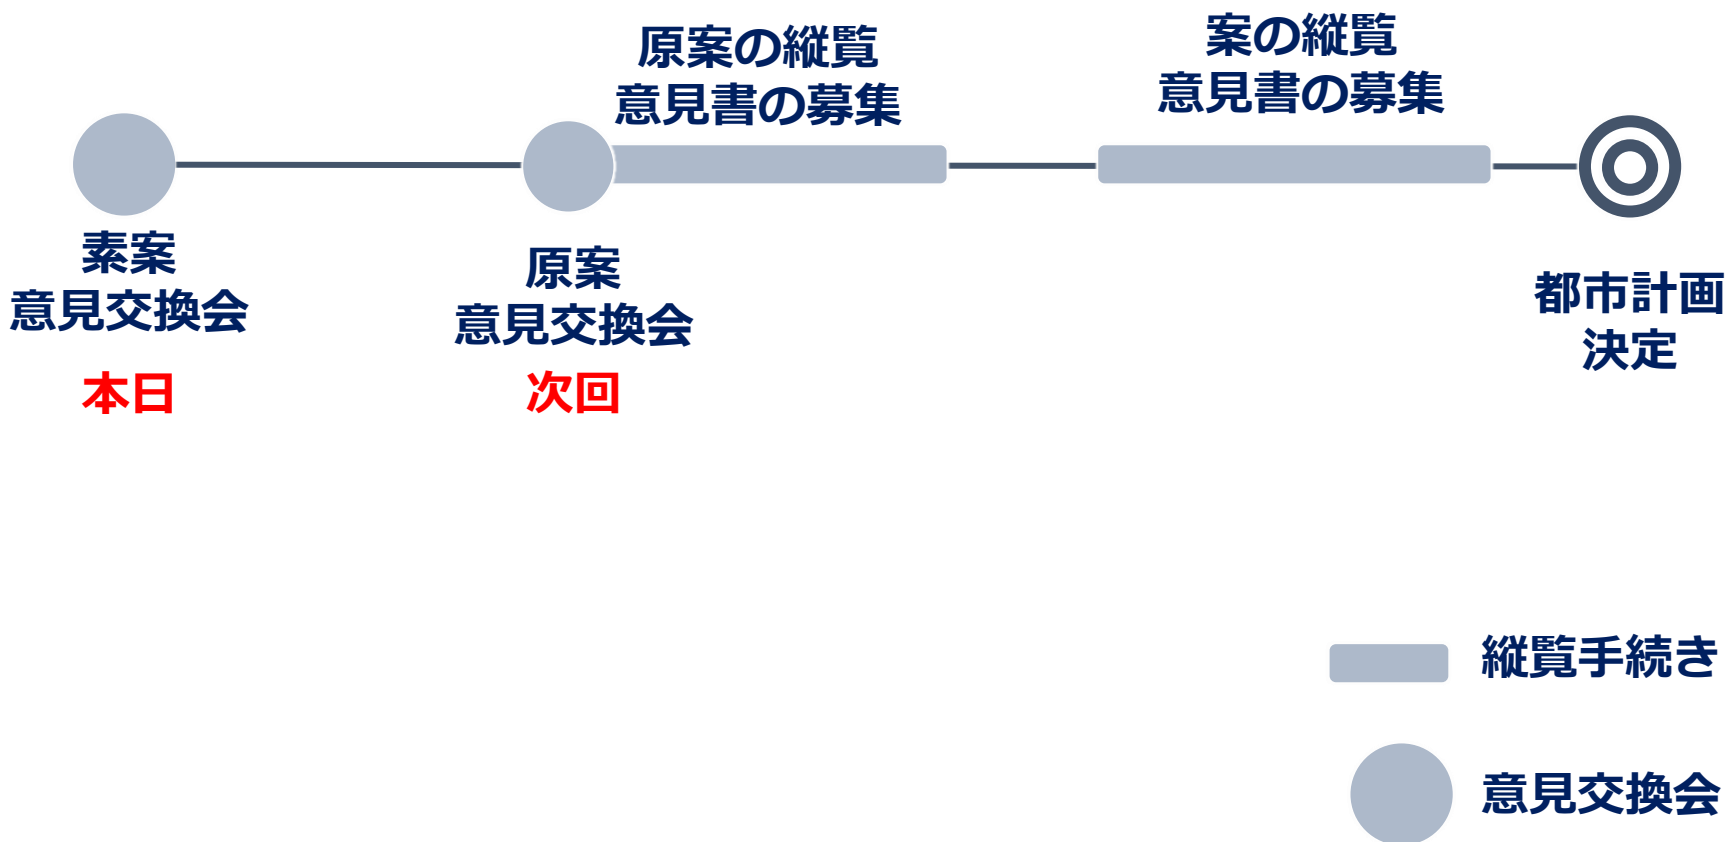 原案の縦覧
意見書の募集
案の縦覧
意見書の募集
素案
意見交換会
本日
原案
意見交換会
次回
都市計画
決定
縦覧手続き
意見交換会